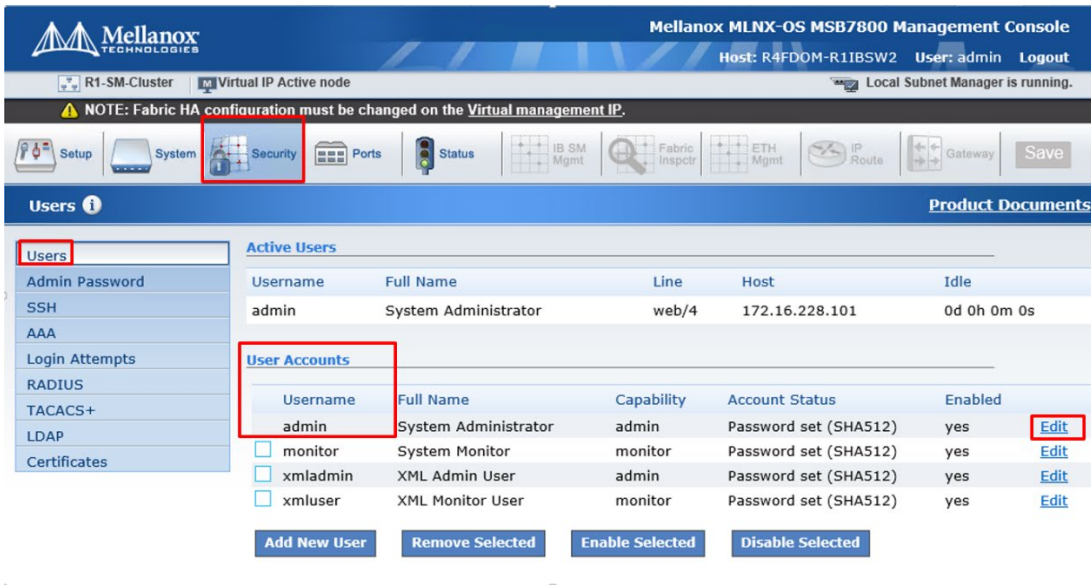 Mellanox
TECHNOLOGIES
Mellanox MLNX-OS MSB7800 Management Console
Host: R4FDOM-R1IBSW2 User: admin Logout
R1-SM-Cluster Virtual IP Active node Local Subnet Manager is running.
NOTE: Fabric HA configuration must be changed on the Virtual management IP.
Setup System Security Ports Status IB SM Mgmt Fabric Inspctr ETH Mgmt IP Route Gateway Save
Users Product Documents
Users
Admin Password
SSH
AAA
Login Attempts
RADIUS
TACACS+
LDAP
Certificates
Active Users
Username Full Name Line Host Idle
admin System Administrator web/4 172.16.228.101 0d 0h 0m 0s
User Accounts
Username Full Name Capability Account Status Enabled
admin System Administrator admin Password set (SHA512) yes Edit
monitor System Monitor monitor Password set (SHA512) yes Edit
xmladmin XML Admin User admin Password set (SHA512) yes Edit
xmluser XML Monitor User monitor Password set (SHA512) yes Edit
Add New User Remove Selected Enable Selected Disable Selected